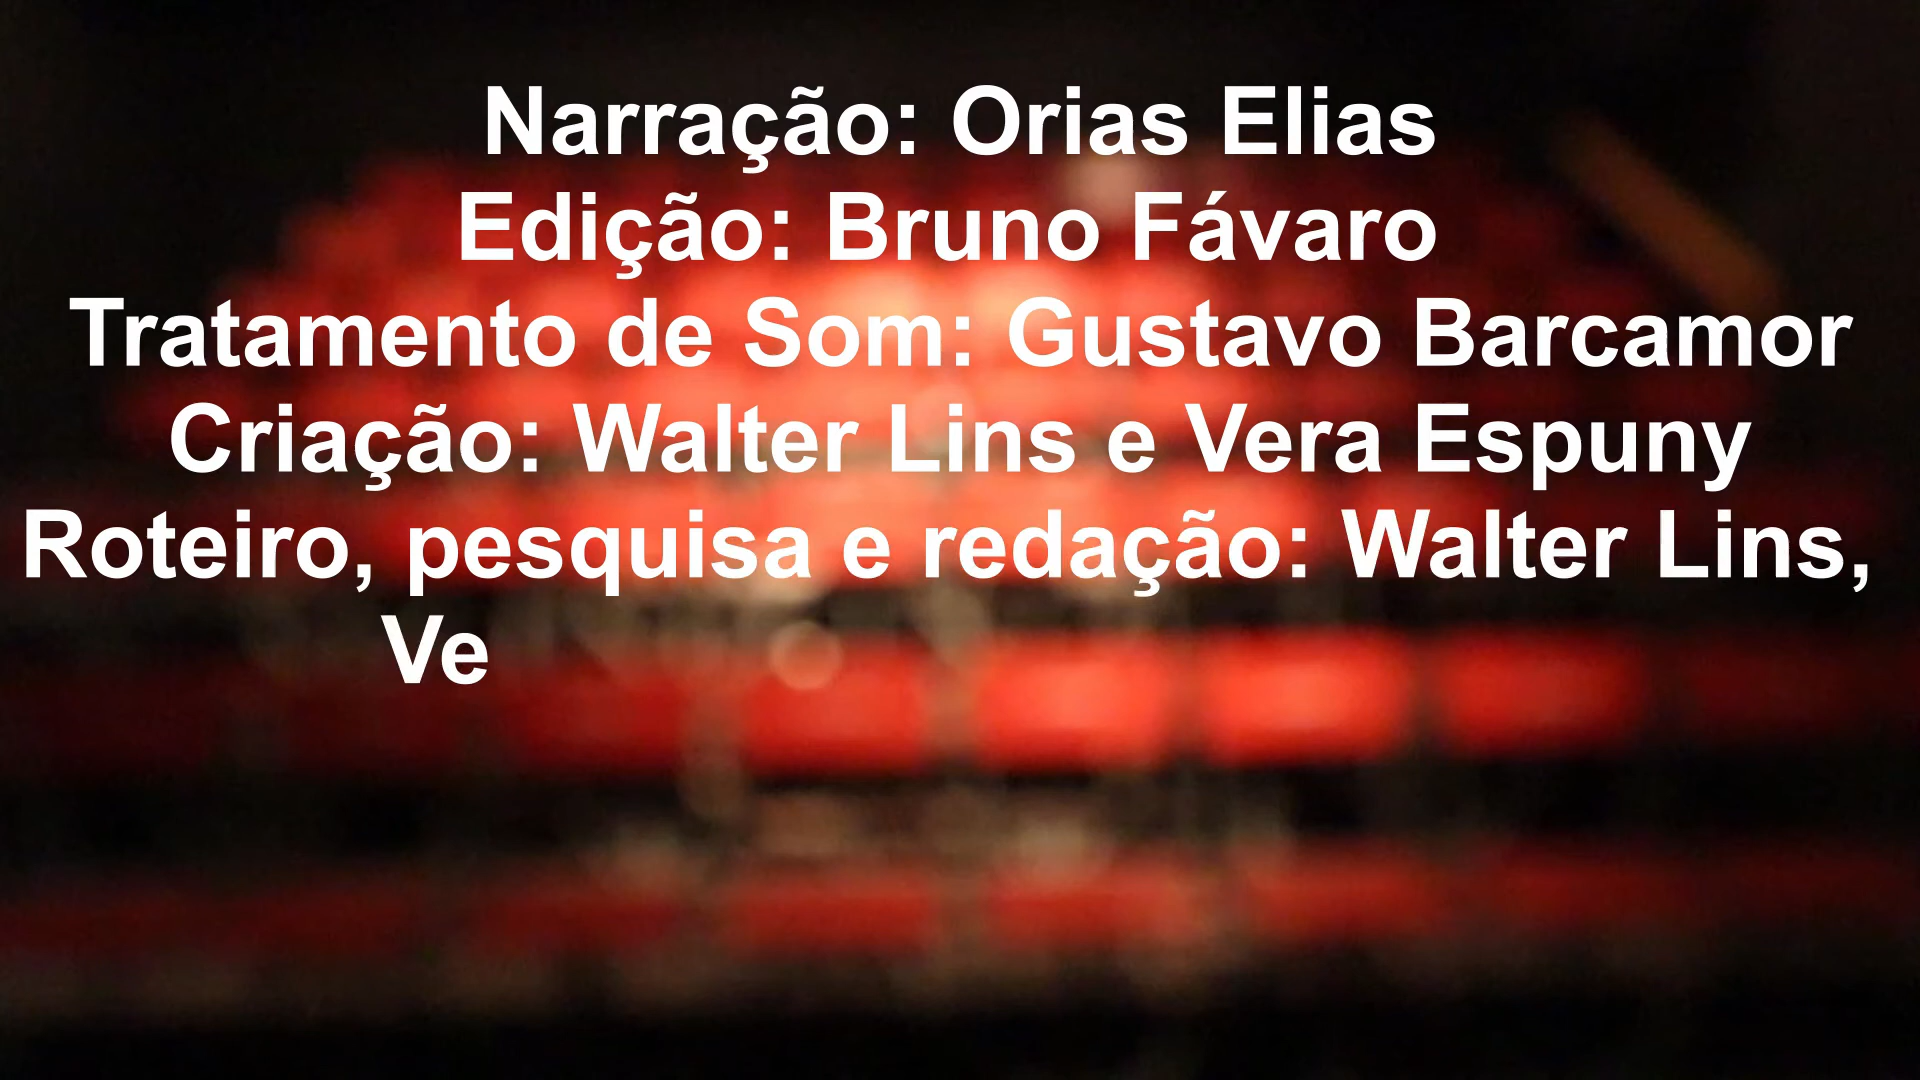 Narração: Orias Elias
Edição: Bruno Fávaro
Tratamento de Som: Gustavo Barcamor
Criação: Walter Lins e Vera Espuny
Roteiro, pesquisa e redação: Walter Lins,
Ve